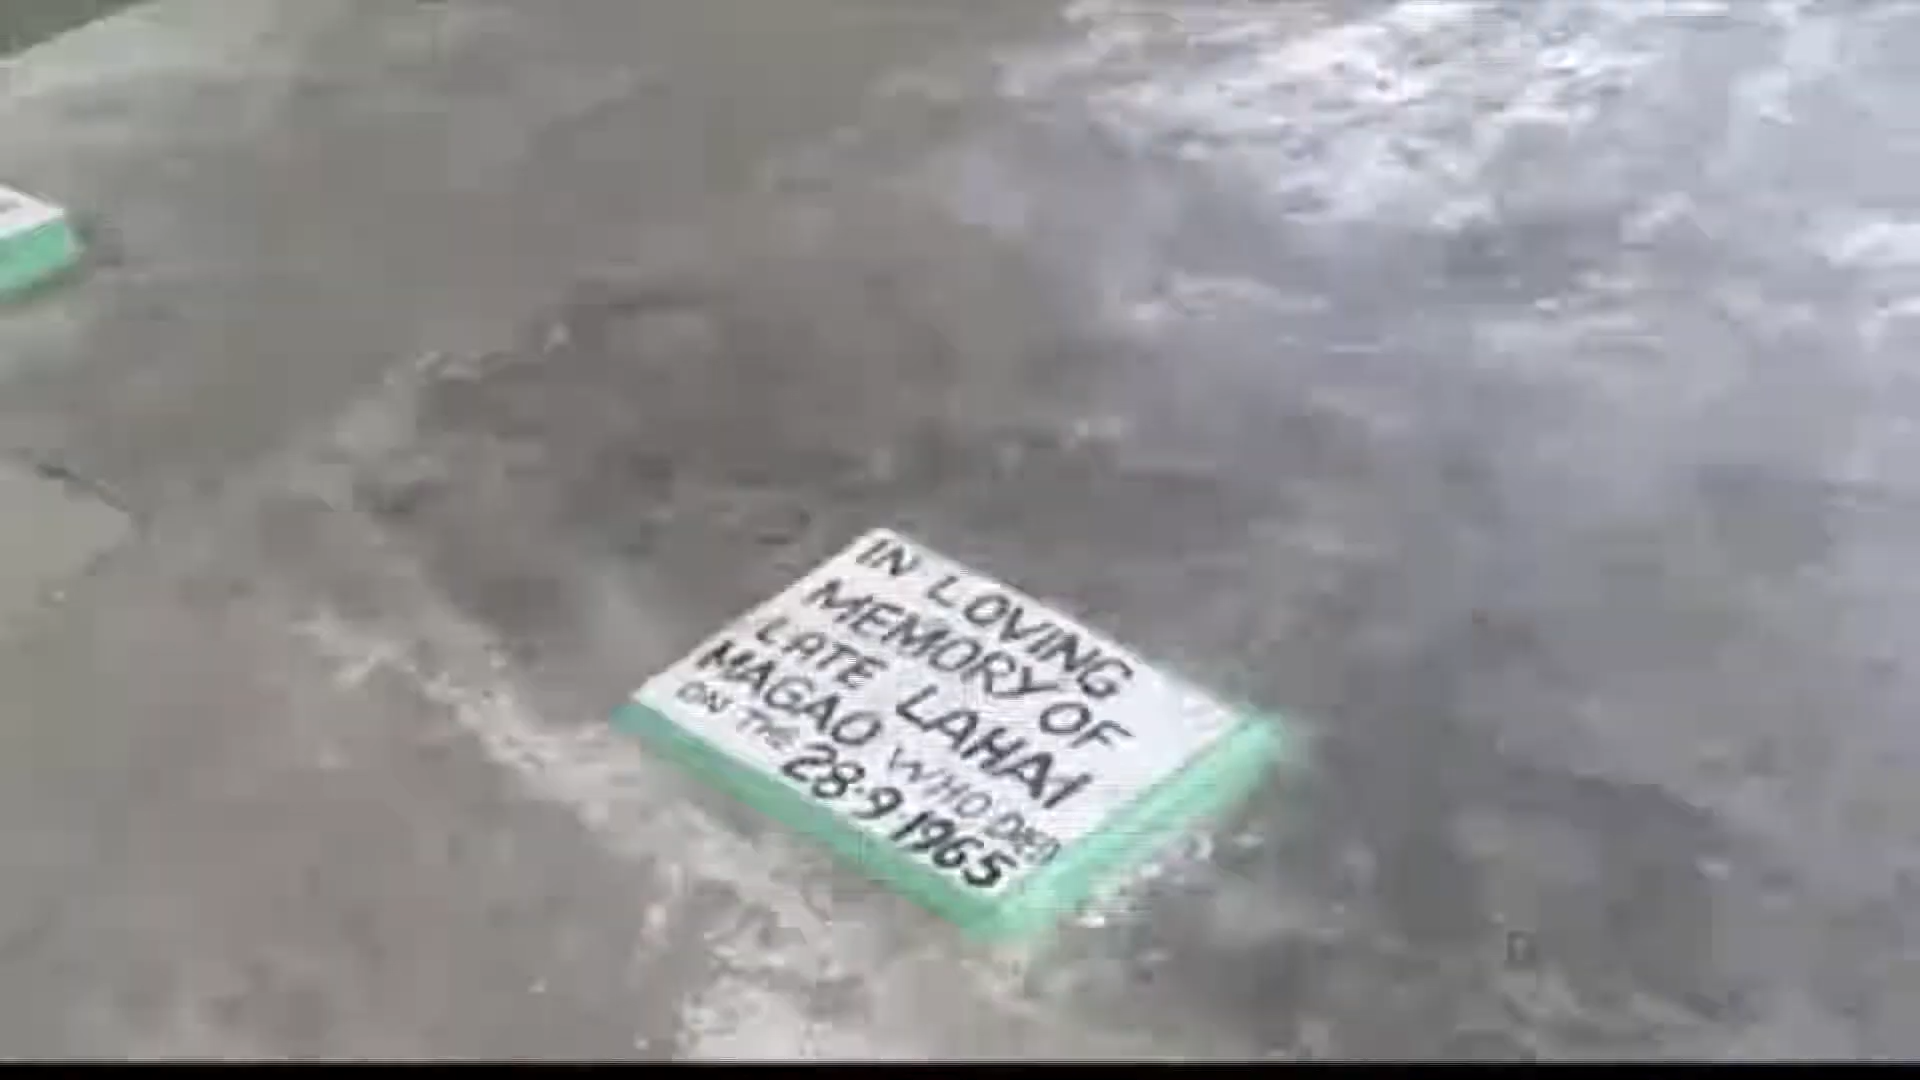 IN LOVING
MEMORY OF
LATE LAHAI
MAGAO WHO DIED
ON THE 28.9 1965